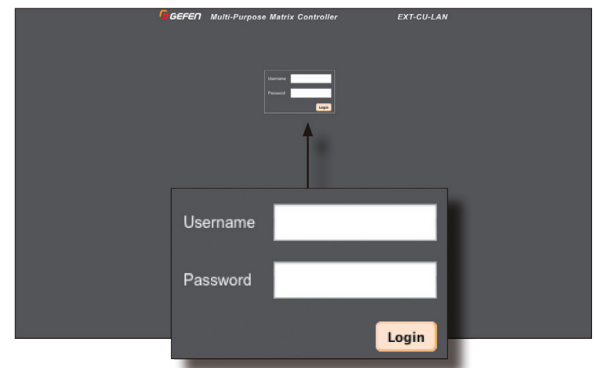 GEFEN Multi-Purpose Matrix Controller EXT-CU-LAN
Username
Password
Login
Username
Password
Login